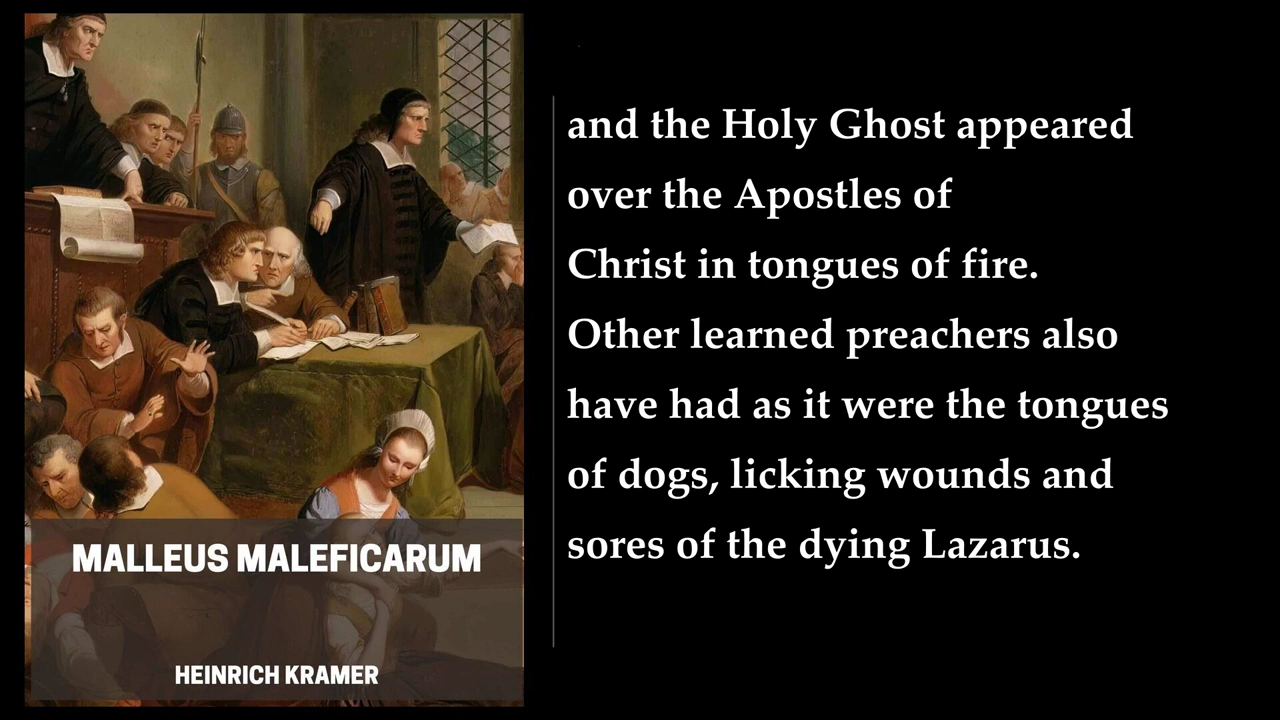 MALLEUS MALEFICARUM
HEINRICH KRAMER
and the Holy Ghost appeared
over the Apostles of
Christ in tongues of fire.
Other learned preachers also
have had as it were the tongues
of dogs, licking wounds and
sores of the dying Lazarus.